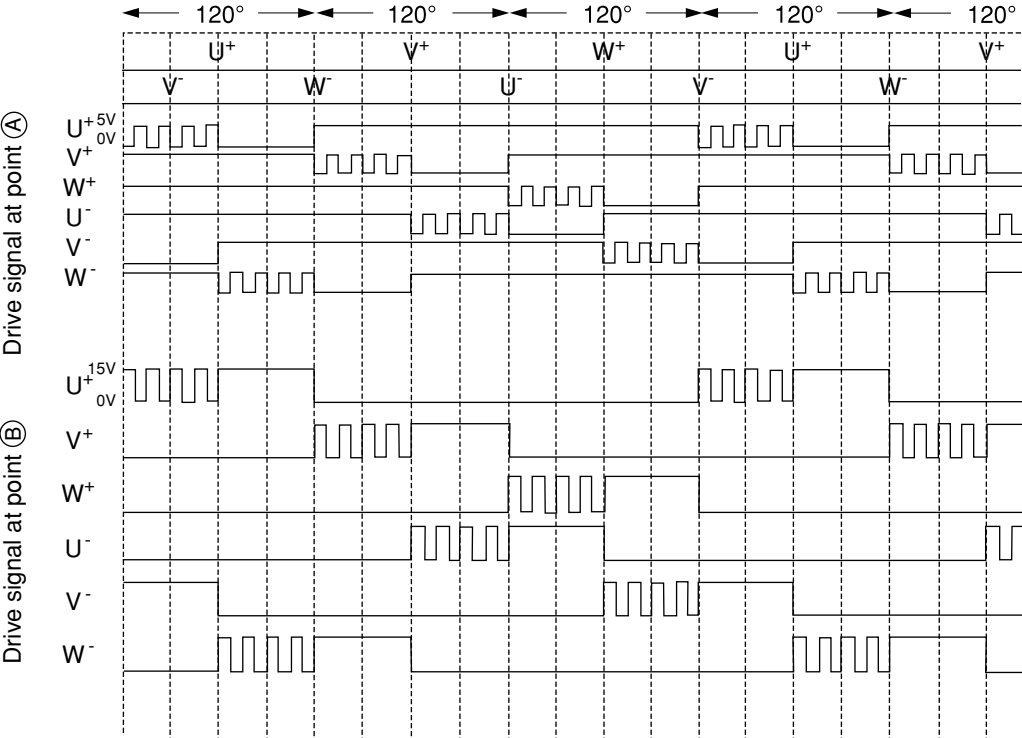 120° 120° 120° 120° 120°
U+ V+ W+ U+ V+
V- W- U- V- W-
Drive signal at point Ⓐ
U+ 5V
0V
V+
W+
U-
V-
W-
Drive signal at point Ⓑ
U+ 15V
0V
V+
W+
U-
V-
W-